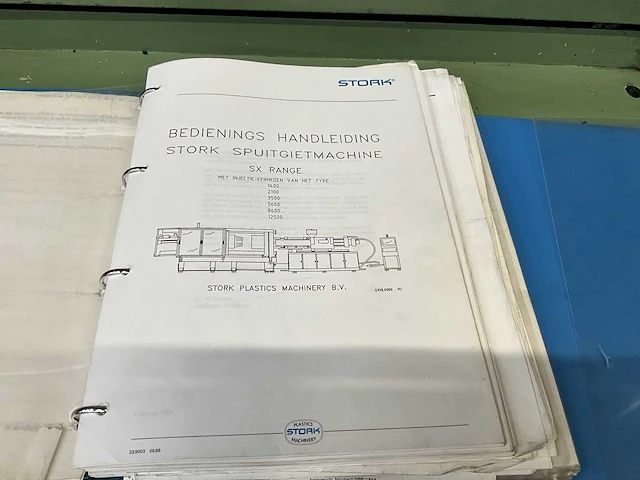 STORK®
BEDIENINGS HANDLEIDING
STORK SPUITGIETMACHINE
SX RANGE
MET INJECTIE-EENHEDEN VAN HET TYPE :
1400
2100
3500
5600
8600
12500
STORK PLASTICS MACHINERY B.V.
PLASTICS
STORK
MACHINERY